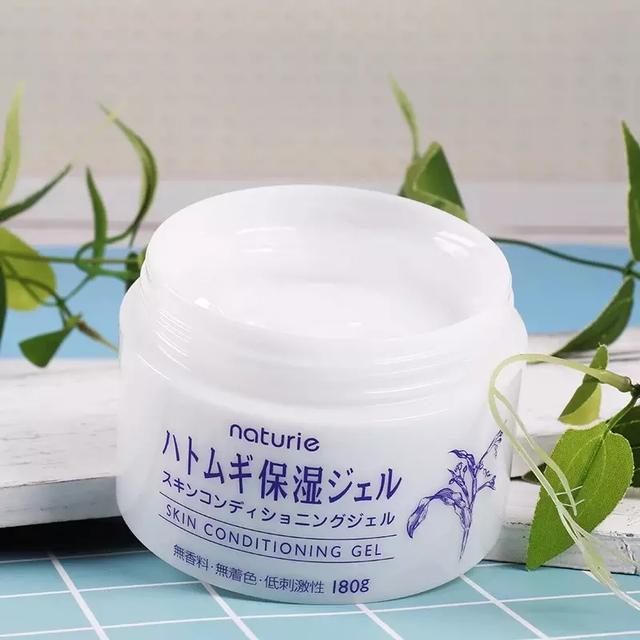 naturie
ハトムギ保湿ジェル
スキンコンディショニングジェル
SKIN CONDITIONING GEL
無香料･無着色･低刺激性 180g